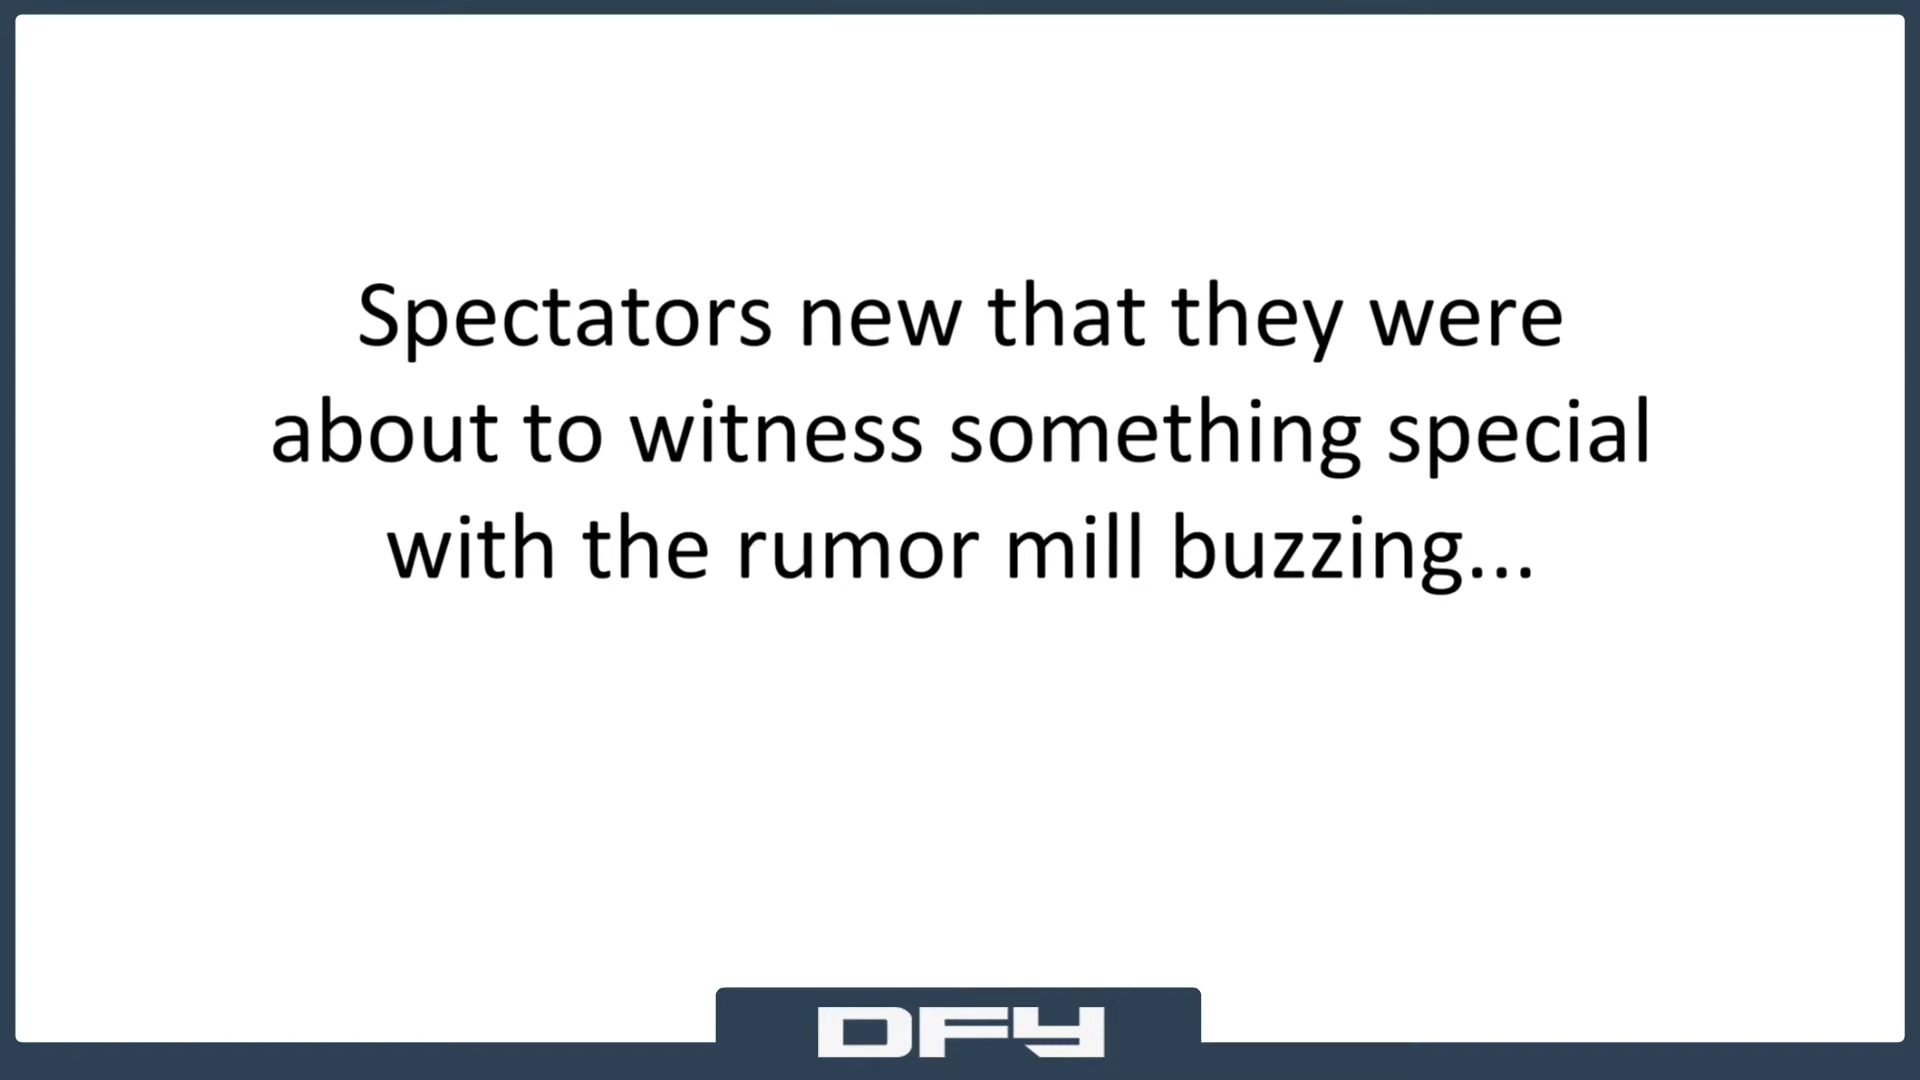 Spectators new that they were
about to witness something special
with the rumor mill buzzing...
DFY